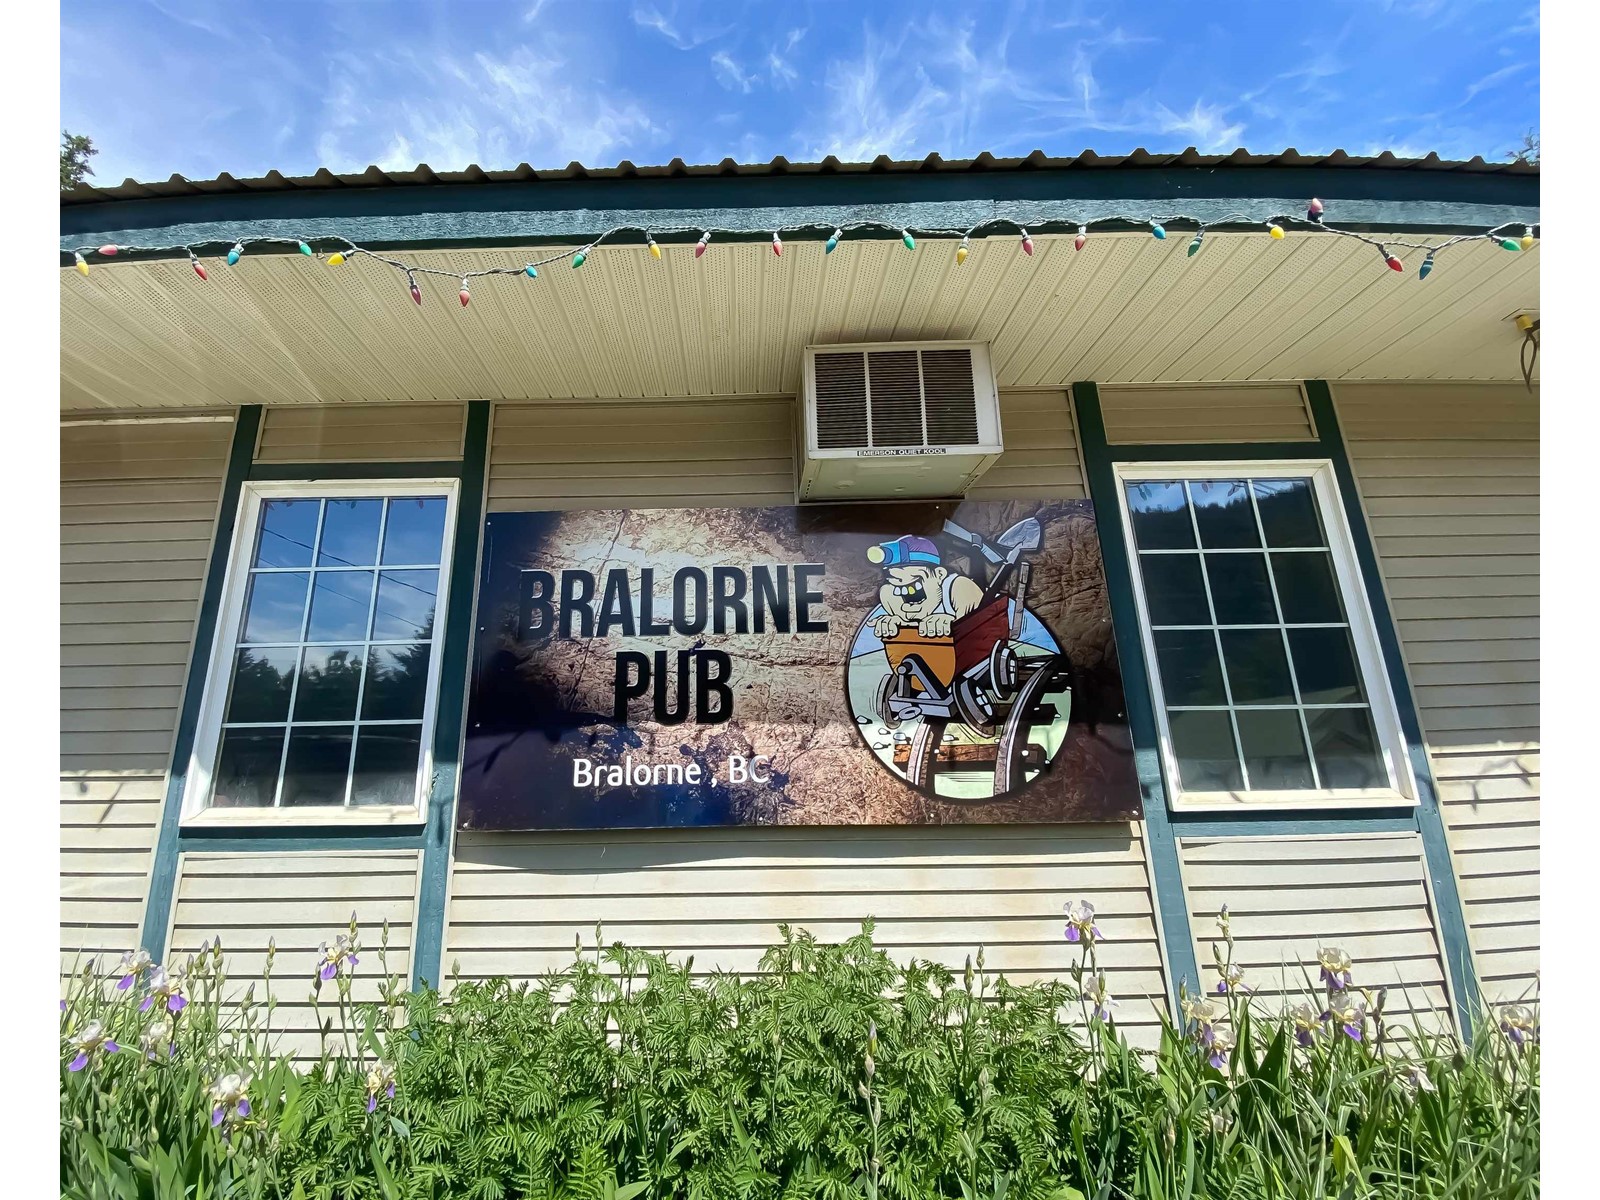 EMERSON QUIET KOOL
BRALORNE
PUB
Bralorne , BC